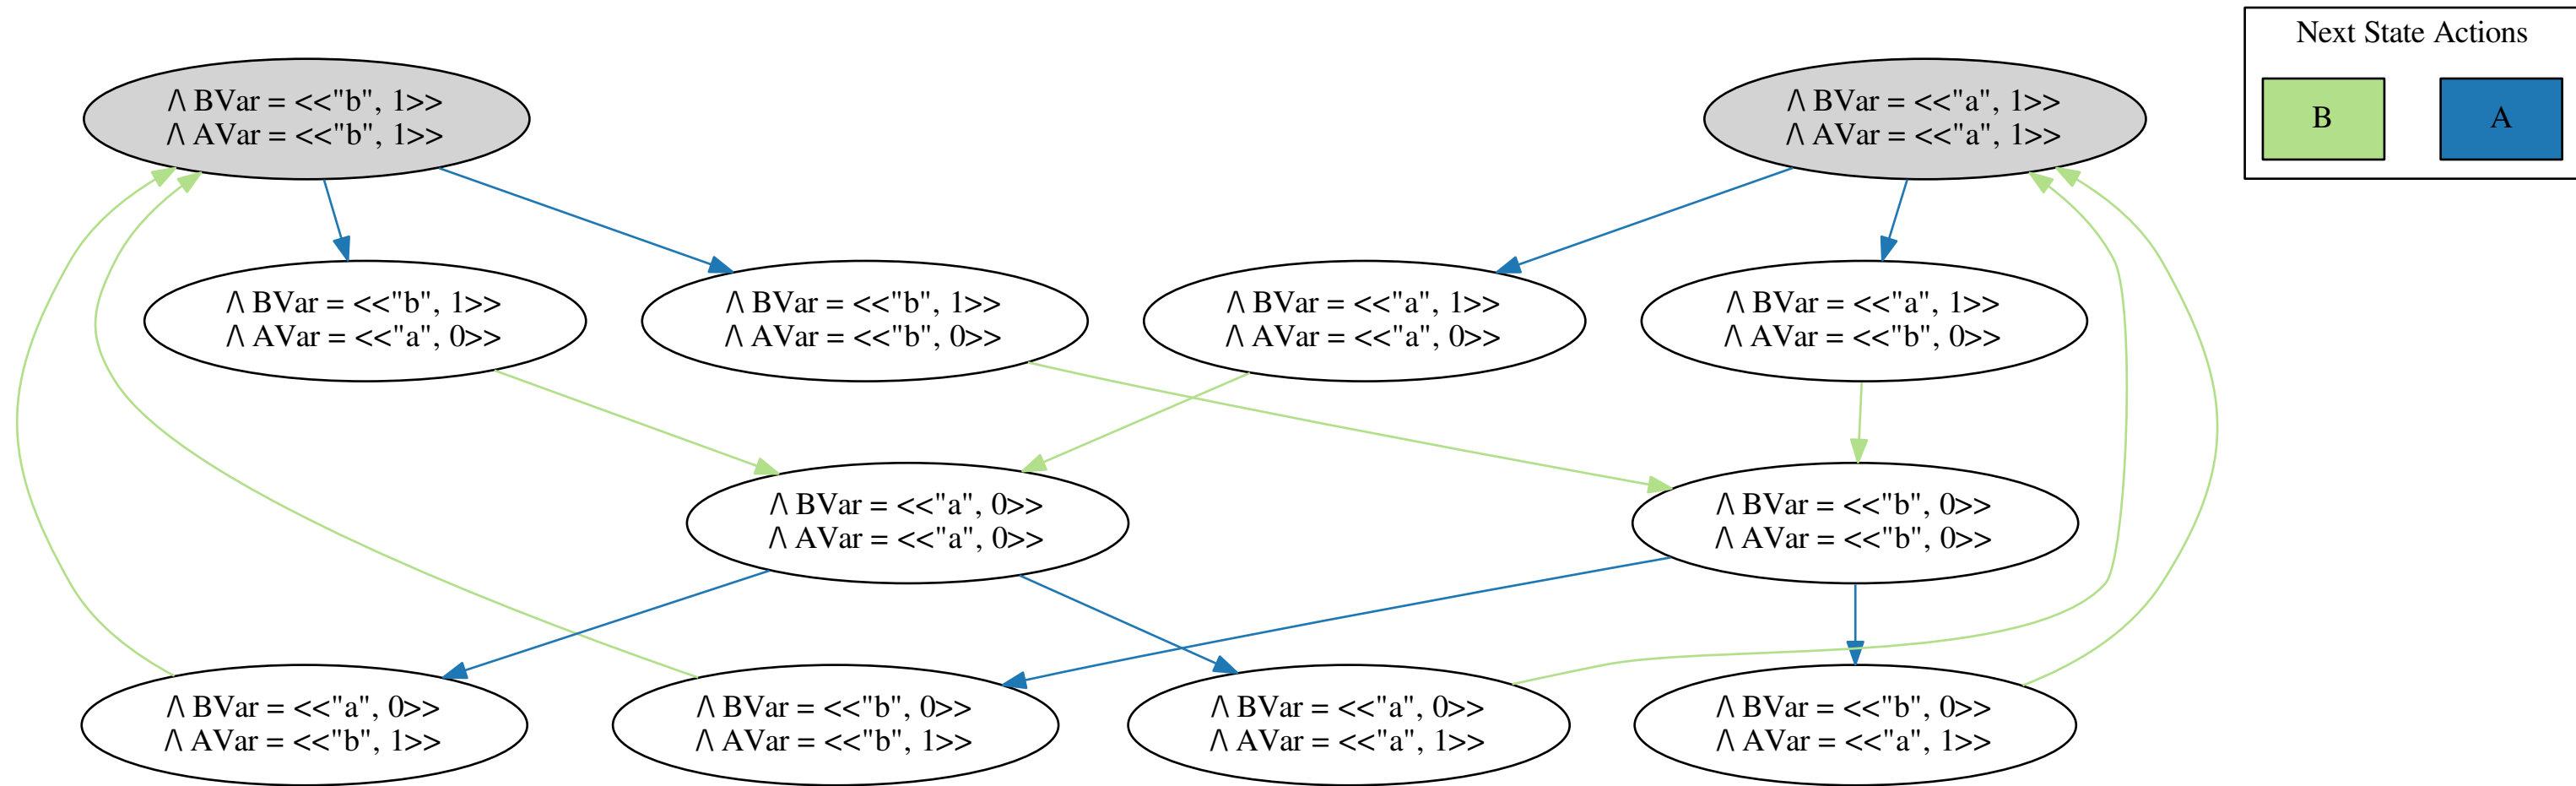 Next State Actions
B
A
/\ BVar = <<"b", 1>>
/\ AVar = <<"b", 1>>
/\ BVar = <<"a", 1>>
/\ AVar = <<"a", 1>>
/\ BVar = <<"b", 1>>
/\ AVar = <<"a", 0>>
/\ BVar = <<"b", 1>>
/\ AVar = <<"b", 0>>
/\ BVar = <<"a", 1>>
/\ AVar = <<"a", 0>>
/\ BVar = <<"a", 1>>
/\ AVar = <<"b", 0>>
/\ BVar = <<"a", 0>>
/\ AVar = <<"a", 0>>
/\ BVar = <<"b", 0>>
/\ AVar = <<"b", 0>>
/\ BVar = <<"a", 0>>
/\ AVar = <<"b", 1>>
/\ BVar = <<"b", 0>>
/\ AVar = <<"b", 1>>
/\ BVar = <<"a", 0>>
/\ AVar = <<"a", 1>>
/\ BVar = <<"b", 0>>
/\ AVar = <<"a", 1>>